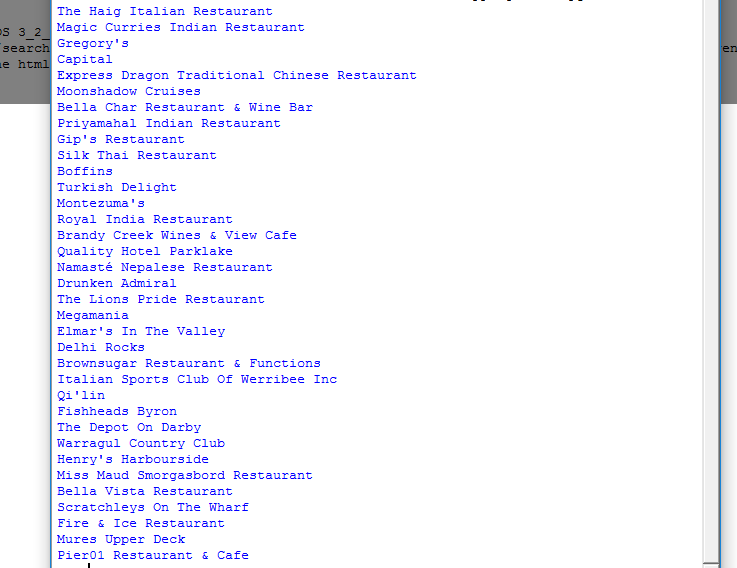 The Haig Italian Restaurant
Magic Curries Indian Restaurant
Gregory's
Capital
Express Dragon Traditional Chinese Restaurant
Moonshadow Cruises
Bella Char Restaurant & Wine Bar
Priyamahal Indian Restaurant
Gip's Restaurant
Silk Thai Restaurant
Boffins
Turkish Delight
Montezuma's
Royal India Restaurant
Brandy Creek Wines & View Cafe
Quality Hotel Parklake
Namasté Nepalese Restaurant
Drunken Admiral
The Lions Pride Restaurant
Megamania
Elmar's In The Valley
Delhi Rocks
Brownsugar Restaurant & Functions
Italian Sports Club Of Werribee Inc
Qi'lin
Fishheads Byron
The Depot On Darby
Warragul Country Club
Henry's Harbourside
Miss Maud Smorgasbord Restaurant
Bella Vista Restaurant
Scratchleys On The Wharf
Fire & Ice Restaurant
Mures Upper Deck
Pier01 Restaurant & Cafe
OS 3_2_
/search
he html
en